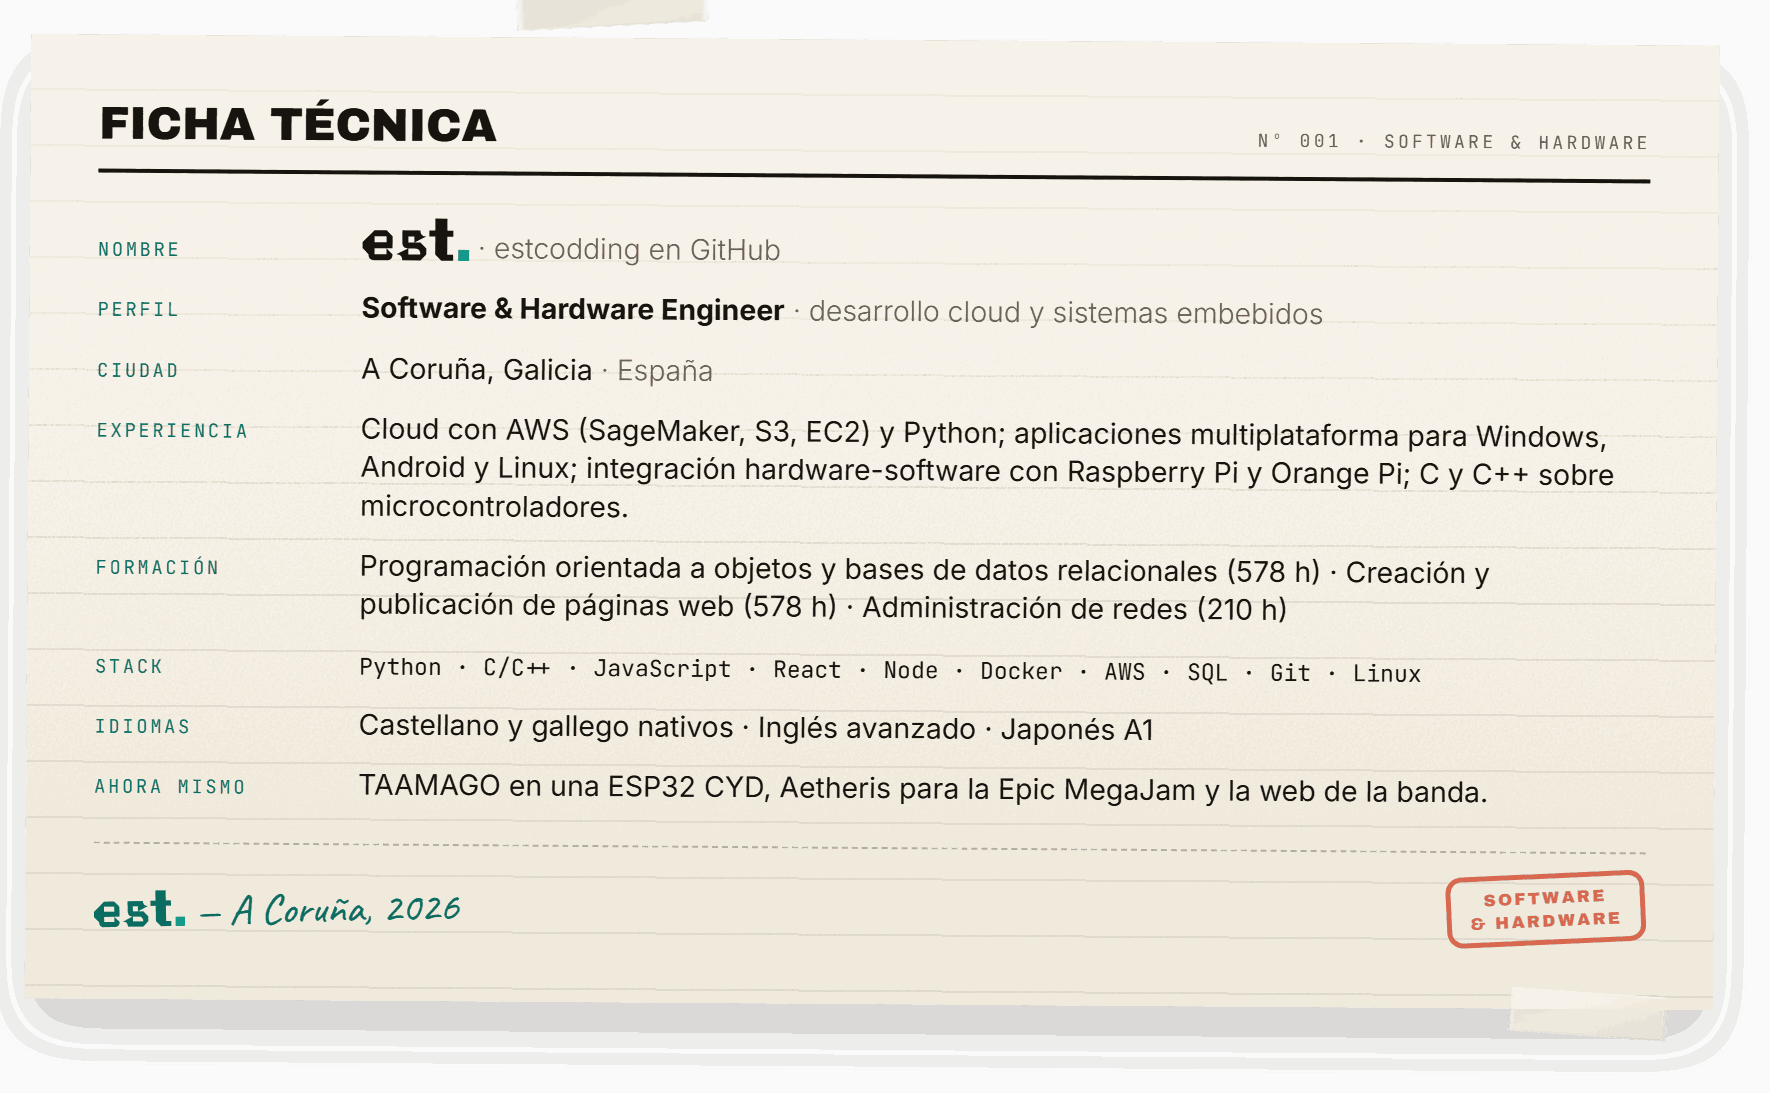 FICHA TÉCNICA
Nº 001 · SOFTWARE & HARDWARE
NOMBRE
est. · estcodding en GitHub
PERFIL
Software & Hardware Engineer · desarrollo cloud y sistemas embebidos
CIUDAD
A Coruña, Galicia · España
EXPERIENCIA
Cloud con AWS (SageMaker, S3, EC2) y Python; aplicaciones multiplataforma para Windows,
Android y Linux; integración hardware-software con Raspberry Pi y Orange Pi; C y C++ sobre
microcontroladores.
FORMACIÓN
Programación orientada a objetos y bases de datos relacionales (578 h) · Creación y
publicación de páginas web (578 h) · Administración de redes (210 h)
STACK
Python · C/C++ · JavaScript · React · Node · Docker · AWS · SQL · Git · Linux
IDIOMAS
Castellano y gallego nativos · Inglés avanzado · Japonés A1
AHORA MISMO
TAAMAGO en una ESP32 CYD, Aetheris para la Epic MegaJam y la web de la banda.
est. – A Coruña, 2026
SOFTWARE
& HARDWARE